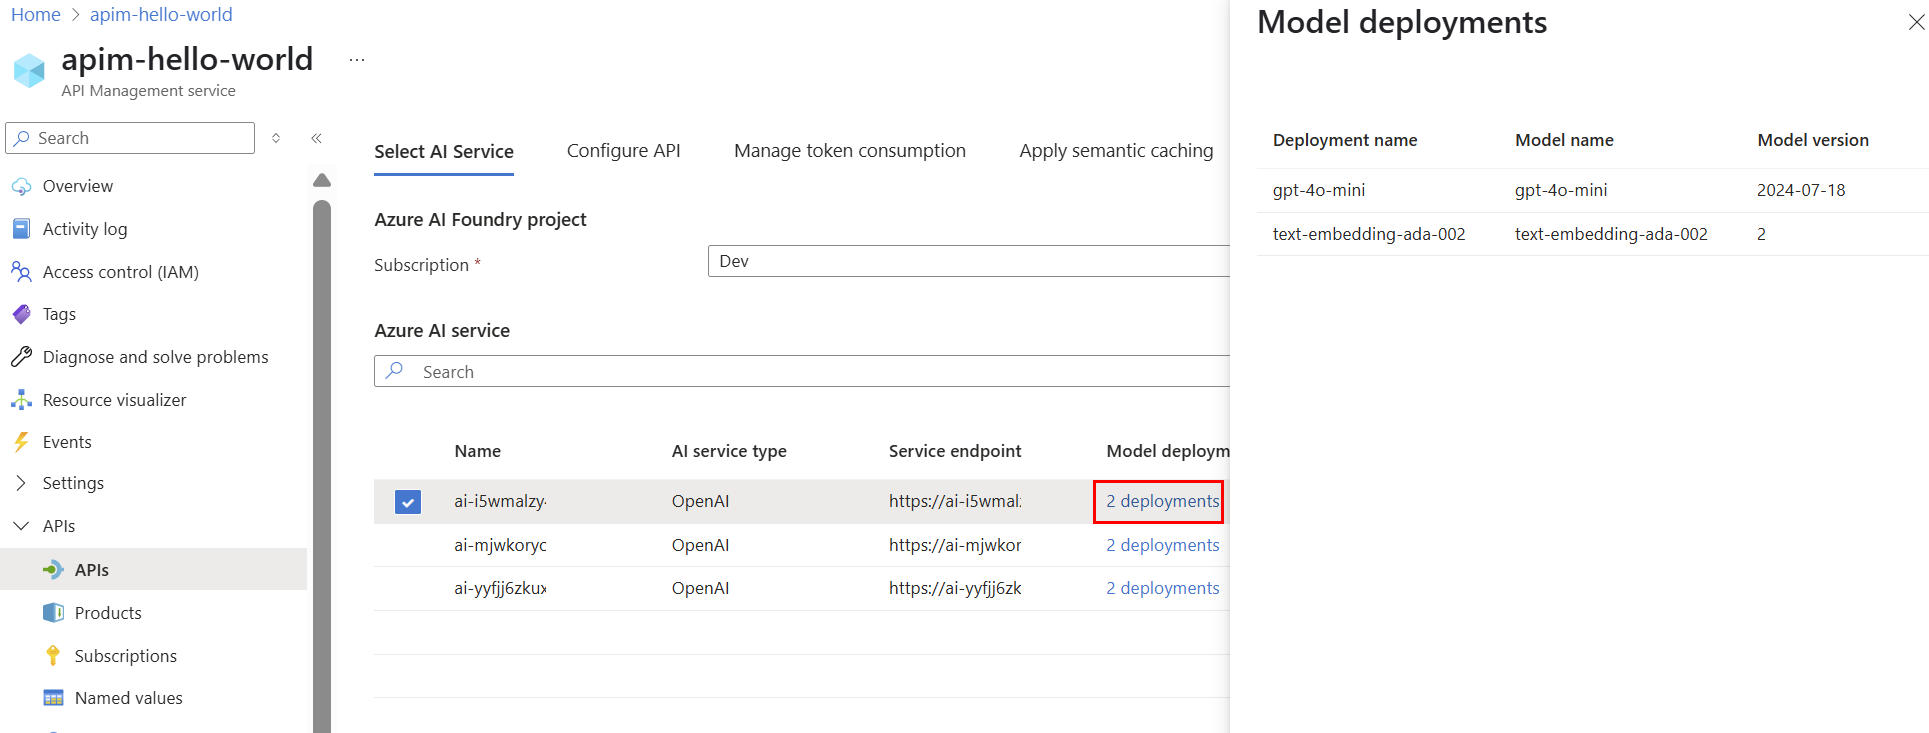 Home > apim-hello-world
apim-hello-world ...
API Management service
Search
Overview
Activity log
Access control (IAM)
Tags
Diagnose and solve problems
Resource visualizer
Events
Settings
APIs
APIs
Products
Subscriptions
Named values
Select AI Service Configure API Manage token consumption Apply semantic caching
Azure AI Foundry project
Subscription * Dev
Azure AI service
Search
Name AI service type Service endpoint Model deploym
ai-i5wmalzy OpenAI https://ai-i5wmal 2 deployments
ai-mjwkoryc OpenAI https://ai-mjwkor 2 deployments
ai-yyfjj6zkux OpenAI https://ai-yyfjj6zk 2 deployments
Model deployments
Deployment name Model name Model version
gpt-4o-mini gpt-4o-mini 2024-07-18
text-embedding-ada-002 text-embedding-ada-002 2